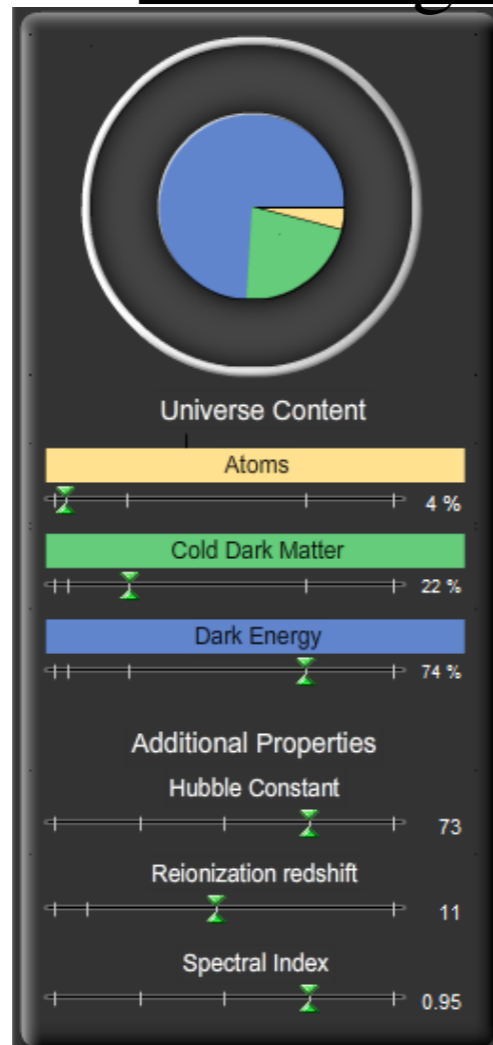 Universe Content
Atoms
4 %
Cold Dark Matter
22 %
Dark Energy
74 %
Additional Properties
Hubble Constant
73
Reionization redshift
11
Spectral Index
0.95